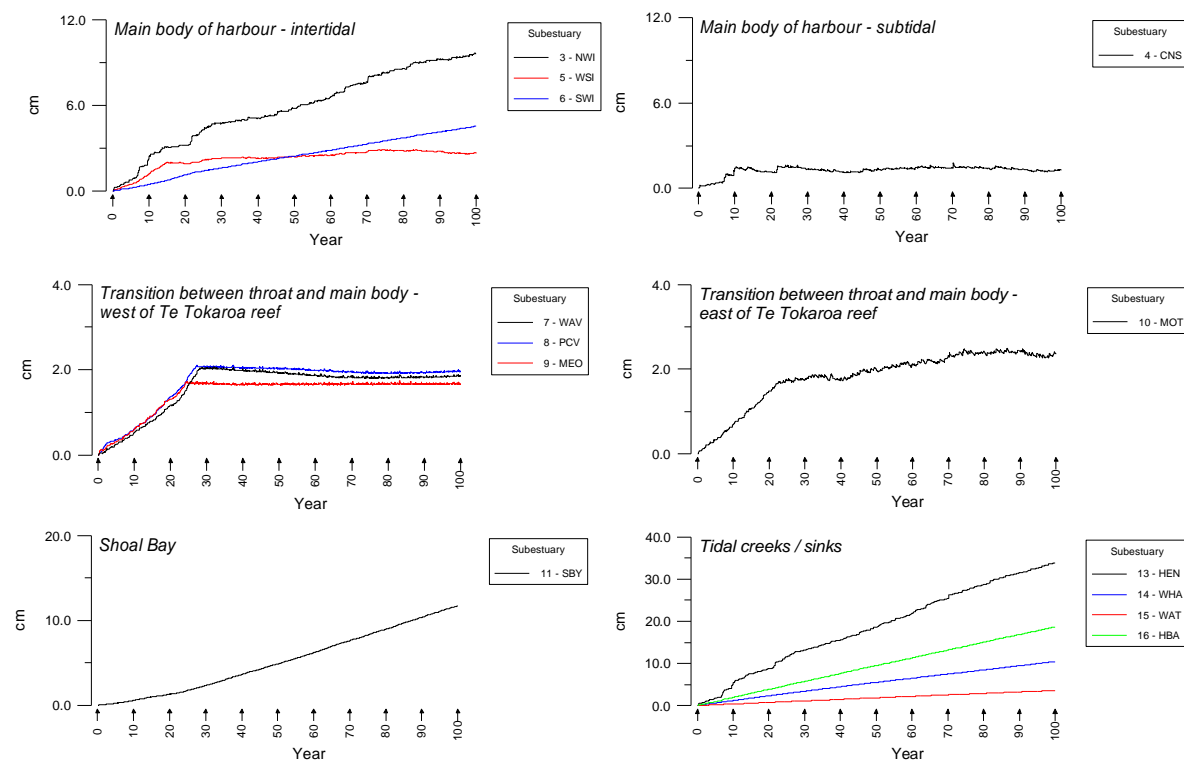 Main body of harbour - intertidal
12.0
6.0
0.0
cm
0
10
20
30
40
50
60
70
80
90
100
Year
Subestuary
3 - NWI
5 - WSI
6 - SWI
Main body of harbour - subtidal
12.0
6.0
0.0
cm
0
10
20
30
40
50
60
70
80
90
100
Year
Subestuary
4 - CNS
Transition between throat and main body -
west of Te Tokaroa reef
4.0
2.0
0.0
cm
0
10
20
30
40
50
60
70
80
90
100
Year
Subestuary
7 - WAV
8 - PCV
9 - MEO
Transition between throat and main body -
east of Te Tokaroa reef
4.0
2.0
0.0
cm
0
10
20
30
40
50
60
70
80
90
100
Year
Subestuary
10 - MOT
Shoal Bay
20.0
10.0
0.0
cm
0
10
20
30
40
50
60
70
80
90
100
Year
Subestuary
11 - SBY
Tidal creeks / sinks
40.0
30.0
20.0
10.0
0.0
cm
0
10
20
30
40
50
60
70
80
90
100
Year
Subestuary
13 - HEN
14 - WHA
15 - WAT
16 - HBA